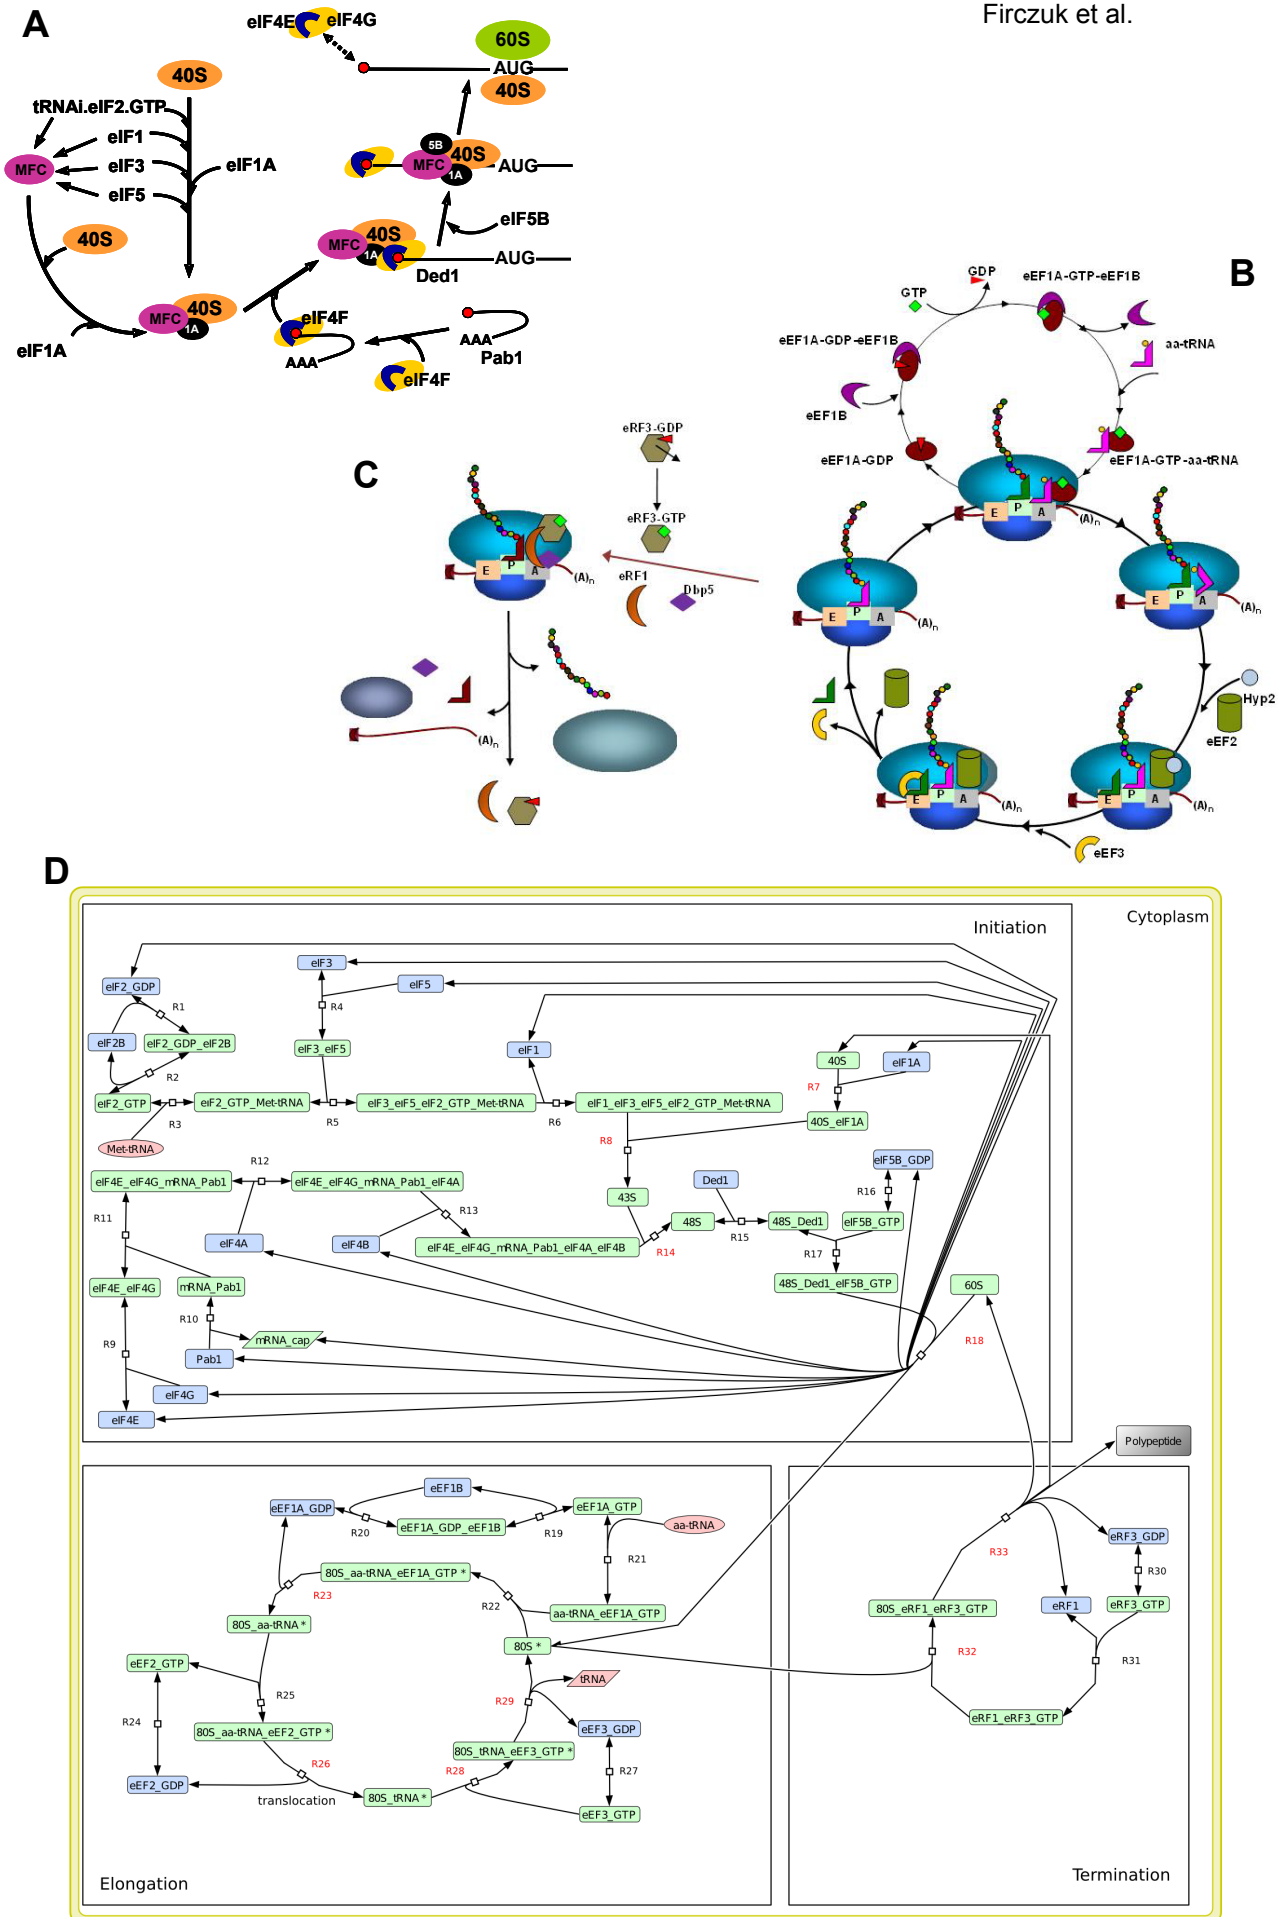 Firczuk et al.
A
eIF4E
eIF4G
60S
AUG
40S
40S
tRNAi.eIF2.GTP
eIF1
MFC
eIF3
eIF1A
eIF5
40S
MFC
40S
1A
eIF1A
5B
MFC
40S
1A
AUG
eIF5B
MFC
40S
1A
AUG
Ded1
eIF4F
AAA
AAA
Pab1
eIF4F
B
GDP
eEF1A-GTP-eEF1B
GTP
eEF1A-GDP-eEF1B
aa-tRNA
eEF1B
eEF1A-GDP
eEF1A-GTP-aa-tRNA
E
P
A
(A)n
E
P
A
(A)n
E
P
A
(A)n
Hyp2
eEF2
E
P
A
(A)n
E
P
A
(A)n
eEF3
C
eRF3-GDP
eRF3-GTP
eRF1
Dbp5
E
P
A
(A)n
(A)n
D
Cytoplasm
Initiation
eIF3
eIF5
eIF2_GDP
R1
R4
eIF2B
eIF2_GDP_eIF2B
eIF3_eIF5
eIF1
40S
eIF1A
R2
R7
eIF2_GTP
eIF2_GTP_Met-tRNA
eIF3_eIF5_eIF2_GTP_Met-tRNA
eIF1_eIF3_eIF5_eIF2_GTP_Met-tRNA
R3
R5
R6
40S_eIF1A
Met-tRNA
R8
R12
eIF5B_GDP
eIF4E_eIF4G_mRNA_Pab1
eIF4E_eIF4G_mRNA_Pab1_eIF4A
Ded1
R16
43S
R11
R13
48S
48S_Ded1
eIF5B_GTP
eIF4A
eIF4B
eIF4E_eIF4G_mRNA_Pab1_eIF4A_eIF4B
R14
R15
R17
eIF4E_eIF4G
mRNA_Pab1
48S_Ded1_eIF5B_GTP
60S
R10
R9
mRNA_cap
R18
Pab1
eIF4G
eIF4E
Polypeptide
eEF1B
eEF1A_GDP
eEF1A_GTP
R20
eEF1A_GDP_eEF1B
R19
aa-tRNA
R21
80S_aa-tRNA_eEF1A_GTP *
R23
R22
aa-tRNA_eEF1A_GTP
80S_aa-tRNA *
80S *
eEF2_GTP
tRNA
R25
R29
R24
80S_aa-tRNA_eEF2_GTP *
eEF3_GDP
80S_tRNA_eEF3_GTP *
R26
R28
R27
eEF2_GDP
translocation
80S_tRNA *
eEF3_GTP
Elongation
eRF3_GDP
R33
R30
80S_eRF1_eRF3_GTP
eRF1
eRF3_GTP
R32
R31
eRF1_eRF3_GTP
Termination